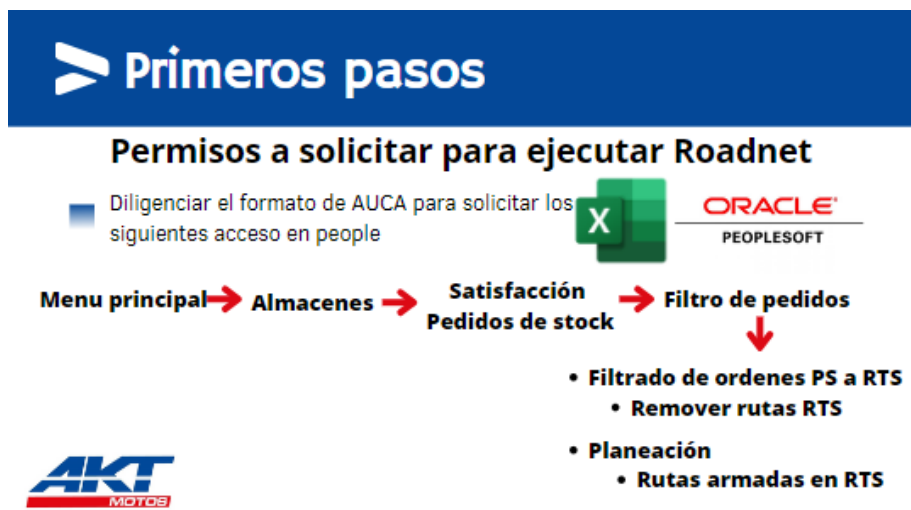 Primeros pasos
Permisos a solicitar para ejecutar Roadnet
Diligenciar el formato de AUCA para solicitar los
siguientes acceso en people
X
ORACLE
PEOPLESOFT
Menu principal
Almacenes
Satisfacción
Pedidos de stock
Filtro de pedidos
• Filtrado de ordenes PS a RTS
• Remover rutas RTS
• Planeación
• Rutas armadas en RTS
AKT
MOTOS